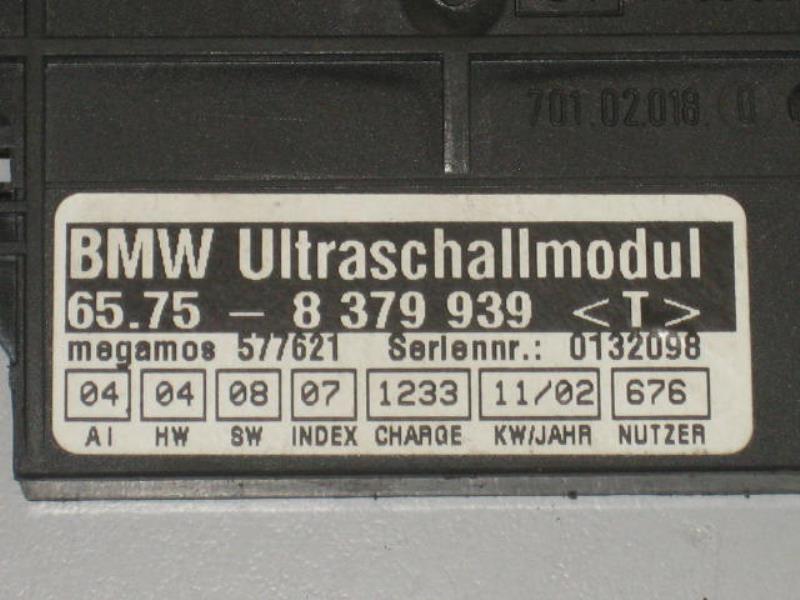 701.02.018.
BMW Ultraschallmodul
65.75 – 8 379 939 <T>
megamos 577621 Seriennr.: 0132098
04 04 08 07 1233 11/02 676
AI HW SW INDEX CHARGE KW/JAHR NUTZER